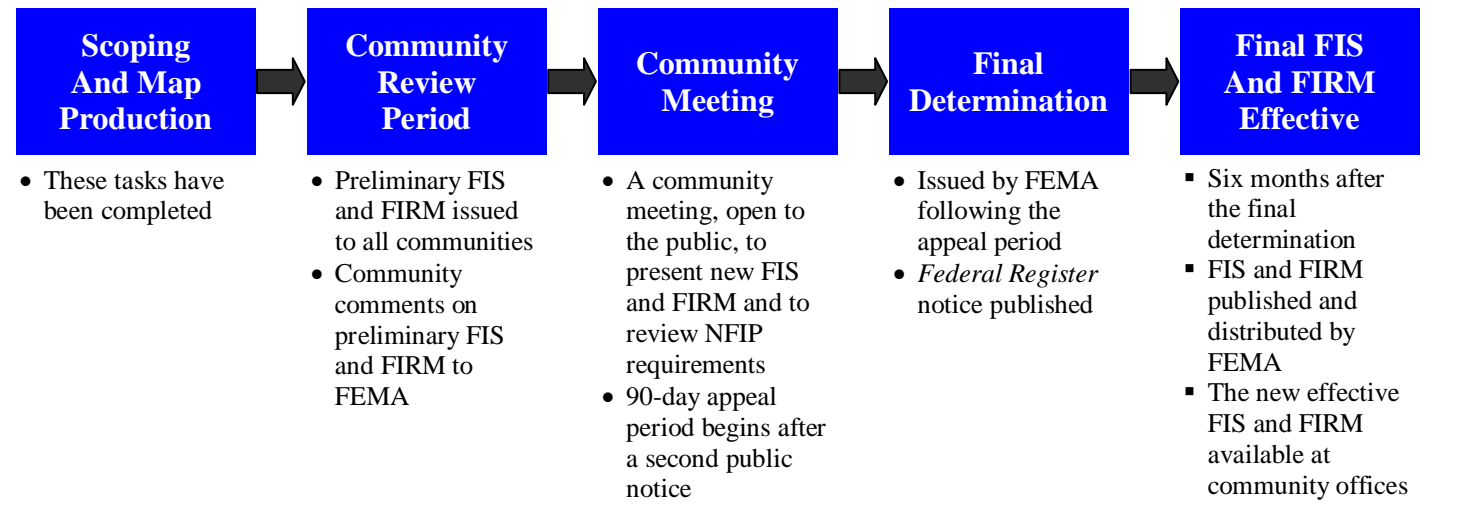 Scoping
And Map
Production
• These tasks have
been completed
Community
Review
Period
• Preliminary FIS
and FIRM issued
to all communities
• Community
comments on
preliminary FIS
and FIRM to
FEMA
Community
Meeting
• A community
meeting, open to
the public, to
present new FIS
and FIRM and to
review NFIP
requirements
• 90-day appeal
period begins after
a second public
notice
Final
Determination
• Issued by FEMA
following the
appeal period
• Federal Register
notice published
Final FIS
And FIRM
Effective
▪ Six months after
the final
determination
▪ FIS and FIRM
published and
distributed by
FEMA
▪ The new effective
FIS and FIRM
available at
community offices